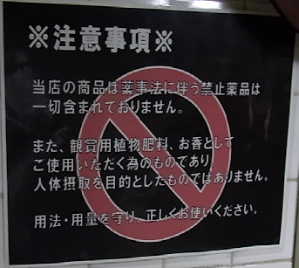 ※注意事項※
当店の商品は薬事法に伴う禁止薬品は
一切含まれておりません。
また、観賞用植物肥料、お香として
ご使用いただく為のものであり
人体摂取を目的としたものではありません。
用法・用量を守り、正しくお使いください。